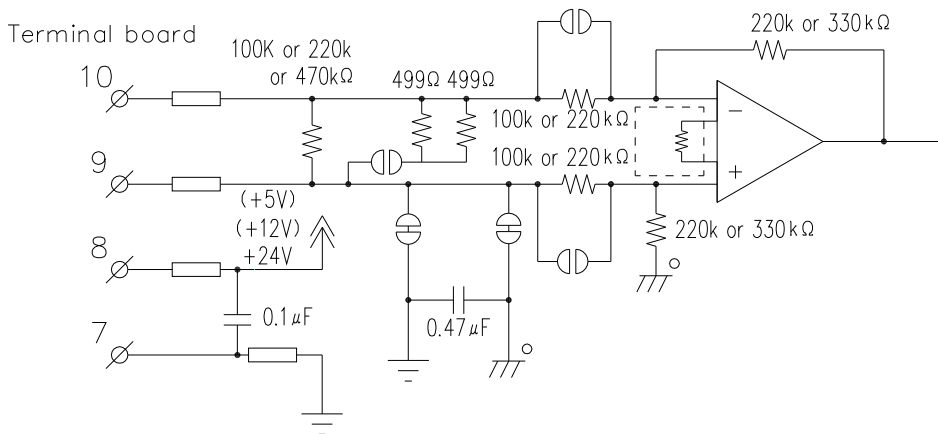 Terminal board
220k or 330kΩ
100K or 220k
or 470kΩ
499Ω 499Ω
10
100k or 220kΩ
−
100k or 220kΩ
9
+
(+5V)
(+12V)
+24V
220k or 330kΩ
8
0.1μF
0.47μF
7